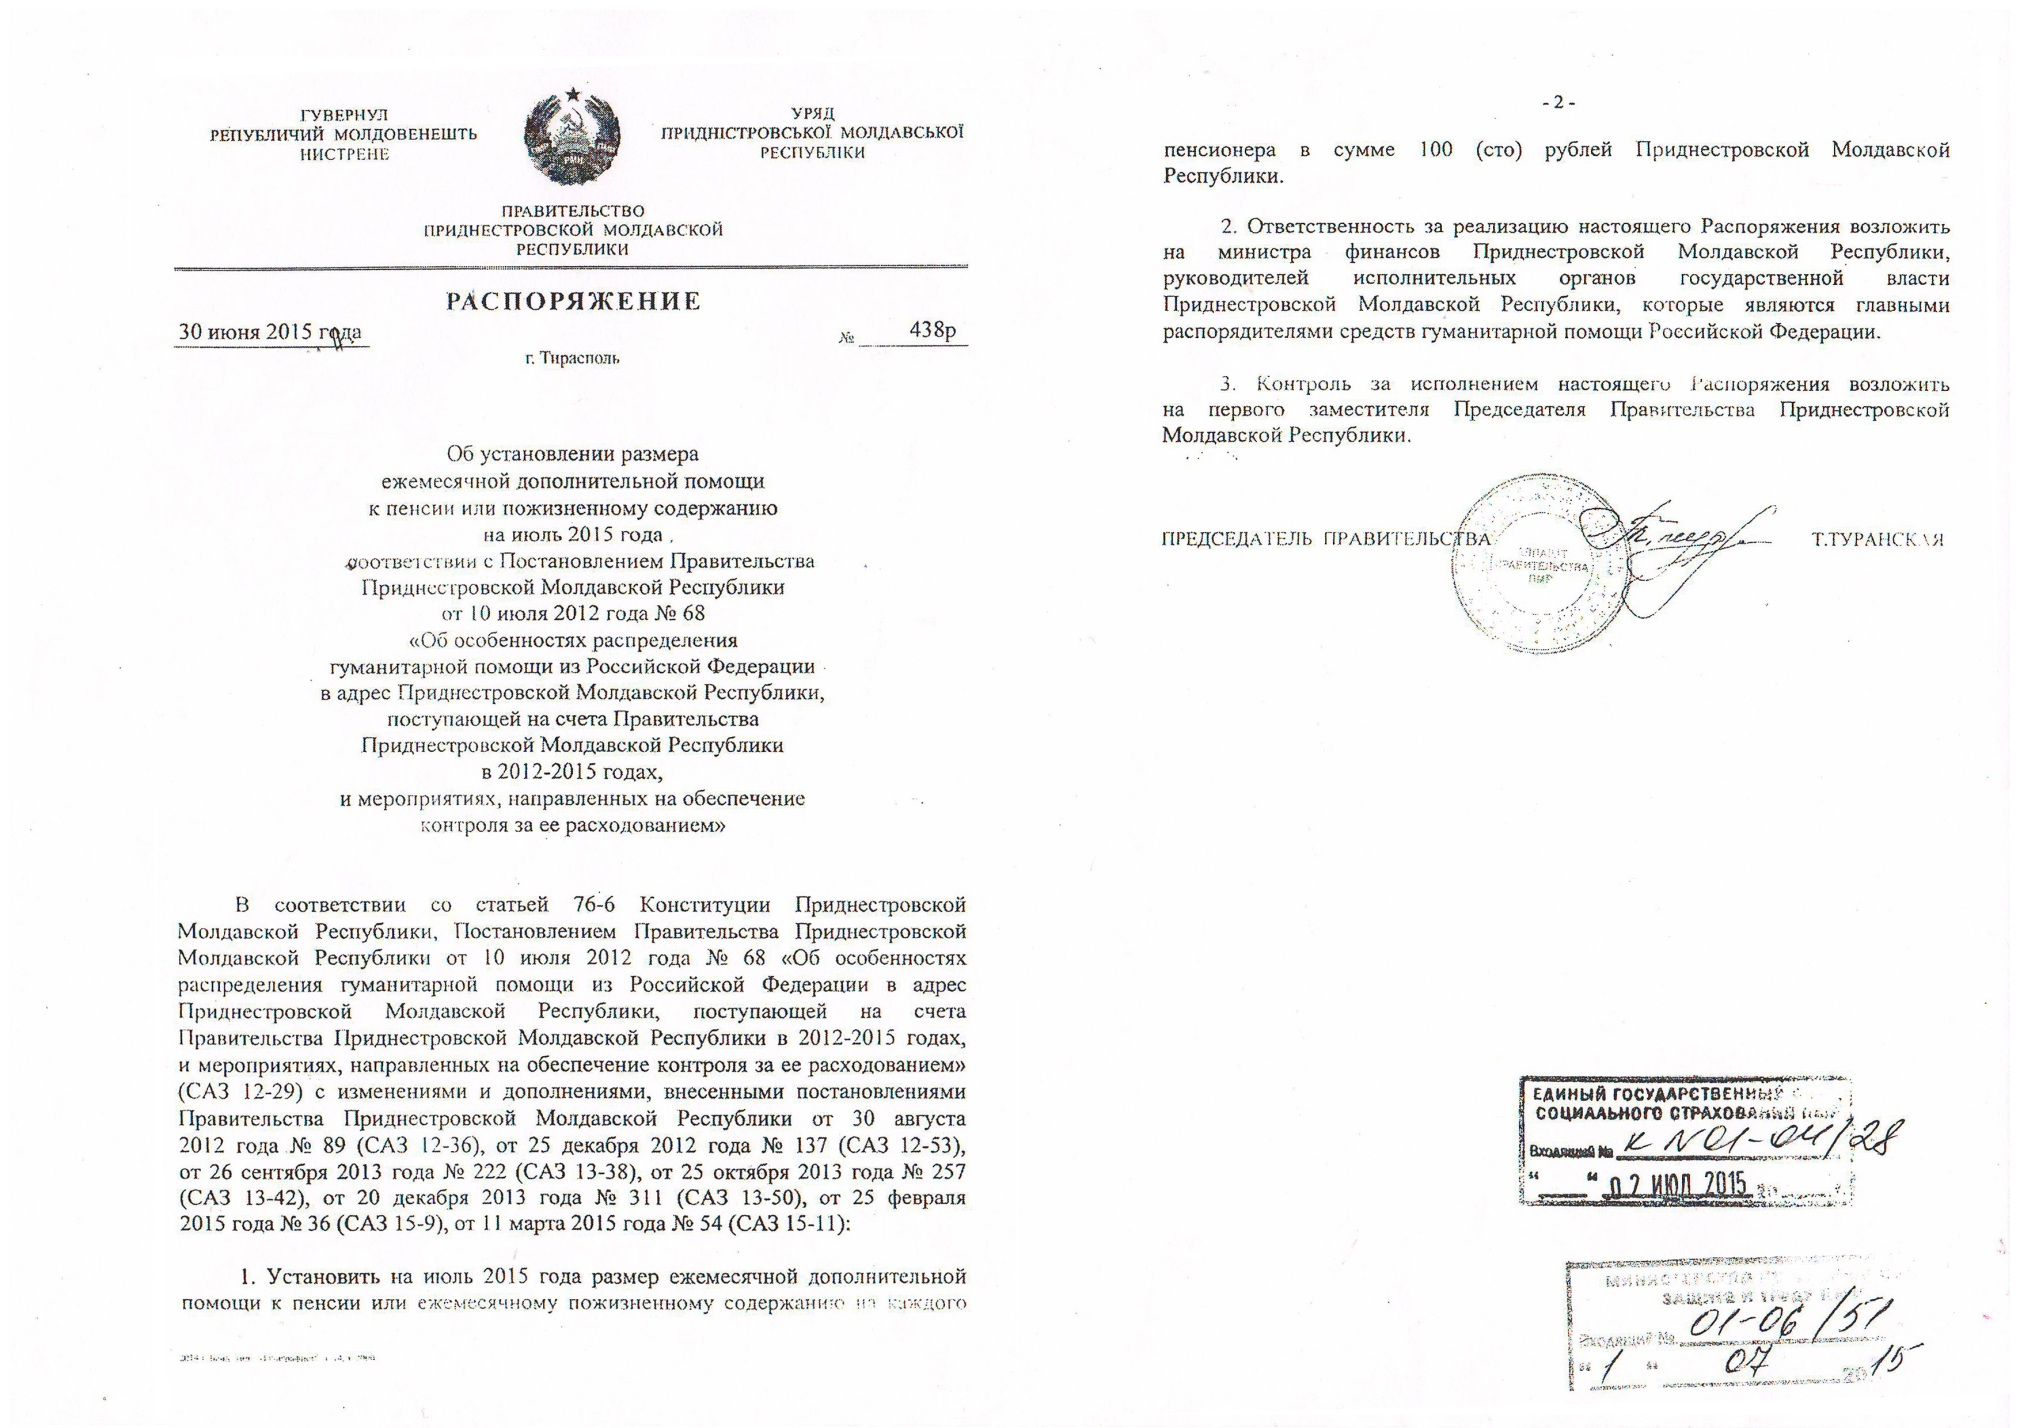 ГУВЕРНУЛ
РЕПУБЛИЧИЙ МОЛДОВЕНЕШТЬ
НИСТРЕНЕ
УРЯД
ПРИДНІСТРОВСЬКОЇ МОЛДАВСЬКОЇ
РЕСПУБЛІКИ
РМН
ПРАВИТЕЛЬСТВО
ПРИДНЕСТРОВСКОЙ МОЛДАВСКОЙ
РЕСПУБЛИКИ
РАСПОРЯЖЕНИЕ
30 июня 2015 года
№ 438р
г. Тирасполь
Об установлении размера
ежемесячной дополнительной помощи
к пенсии или пожизненному содержанию
на июль 2015 года
соответствии с Постановлением Правительства
Приднестровской Молдавской Республики
от 10 июля 2012 года № 68
«Об особенностях распределения
гуманитарной помощи из Российской Федерации
в адрес Приднестровской Молдавской Республики,
поступающей на счета Правительства
Приднестровской Молдавской Республики
в 2012-2015 годах,
и мероприятиях, направленных на обеспечение
контроля за ее расходованием»
В соответствии со статьей 76-6 Конституции Приднестровской
Молдавской Республики, Постановлением Правительства Приднестровской
Молдавской Республики от 10 июля 2012 года № 68 «Об особенностях
распределения гуманитарной помощи из Российской Федерации в адрес
Приднестровской Молдавской Республики, поступающей на счета
Правительства Приднестровской Молдавской Республики в 2012-2015 годах,
и мероприятиях, направленных на обеспечение контроля за ее расходованием»
(САЗ 12-29) с изменениями и дополнениями, внесенными постановлениями
Правительства Приднестровской Молдавской Республики от 30 августа
2012 года № 89 (САЗ 12-36), от 25 декабря 2012 года № 137 (САЗ 12-53),
от 26 сентября 2013 года № 222 (САЗ 13-38), от 25 октября 2013 года № 257
(САЗ 13-42), от 20 декабря 2013 года № 311 (САЗ 13-50), от 25 февраля
2015 года № 36 (САЗ 15-9), от 11 марта 2015 года № 54 (САЗ 15-11):
1. Установить на июль 2015 года размер ежемесячной дополнительной
помощи к пенсии или ежемесячному пожизненному содержанию на каждого
- 2 -
пенсионера в сумме 100 (сто) рублей Приднестровской Молдавской
Республики.
2. Ответственность за реализацию настоящего Распоряжения возложить
на министра финансов Приднестровской Молдавской Республики,
руководителей исполнительных органов государственной власти
Приднестровской Молдавской Республики, которые являются главными
распорядителями средств гуманитарной помощи Российской Федерации.
3. Контроль за исполнением настоящего Распоряжения возложить
на первого заместителя Председателя Правительства Приднестровской
Молдавской Республики.
ПРЕДСЕДАТЕЛЬ ПРАВИТЕЛЬСТВА
Т.ТУРАНСКАЯ
АППАРАТ
ПРАВИТЕЛЬСТВА
ПМР
ЕДИНЫЙ ГОСУДАРСТВЕННЫЙ
СОЦИАЛЬНОГО СТРАХОВАНИЯ ПМР
Входящий № к N01-04/28
" " 02 ИЮЛ 2015
МИНИСТЕРСТВО
ЗАЩИТЕ И ТРУДУ ПМР
Входящий № 01-06/51
" 1 " 07 2015